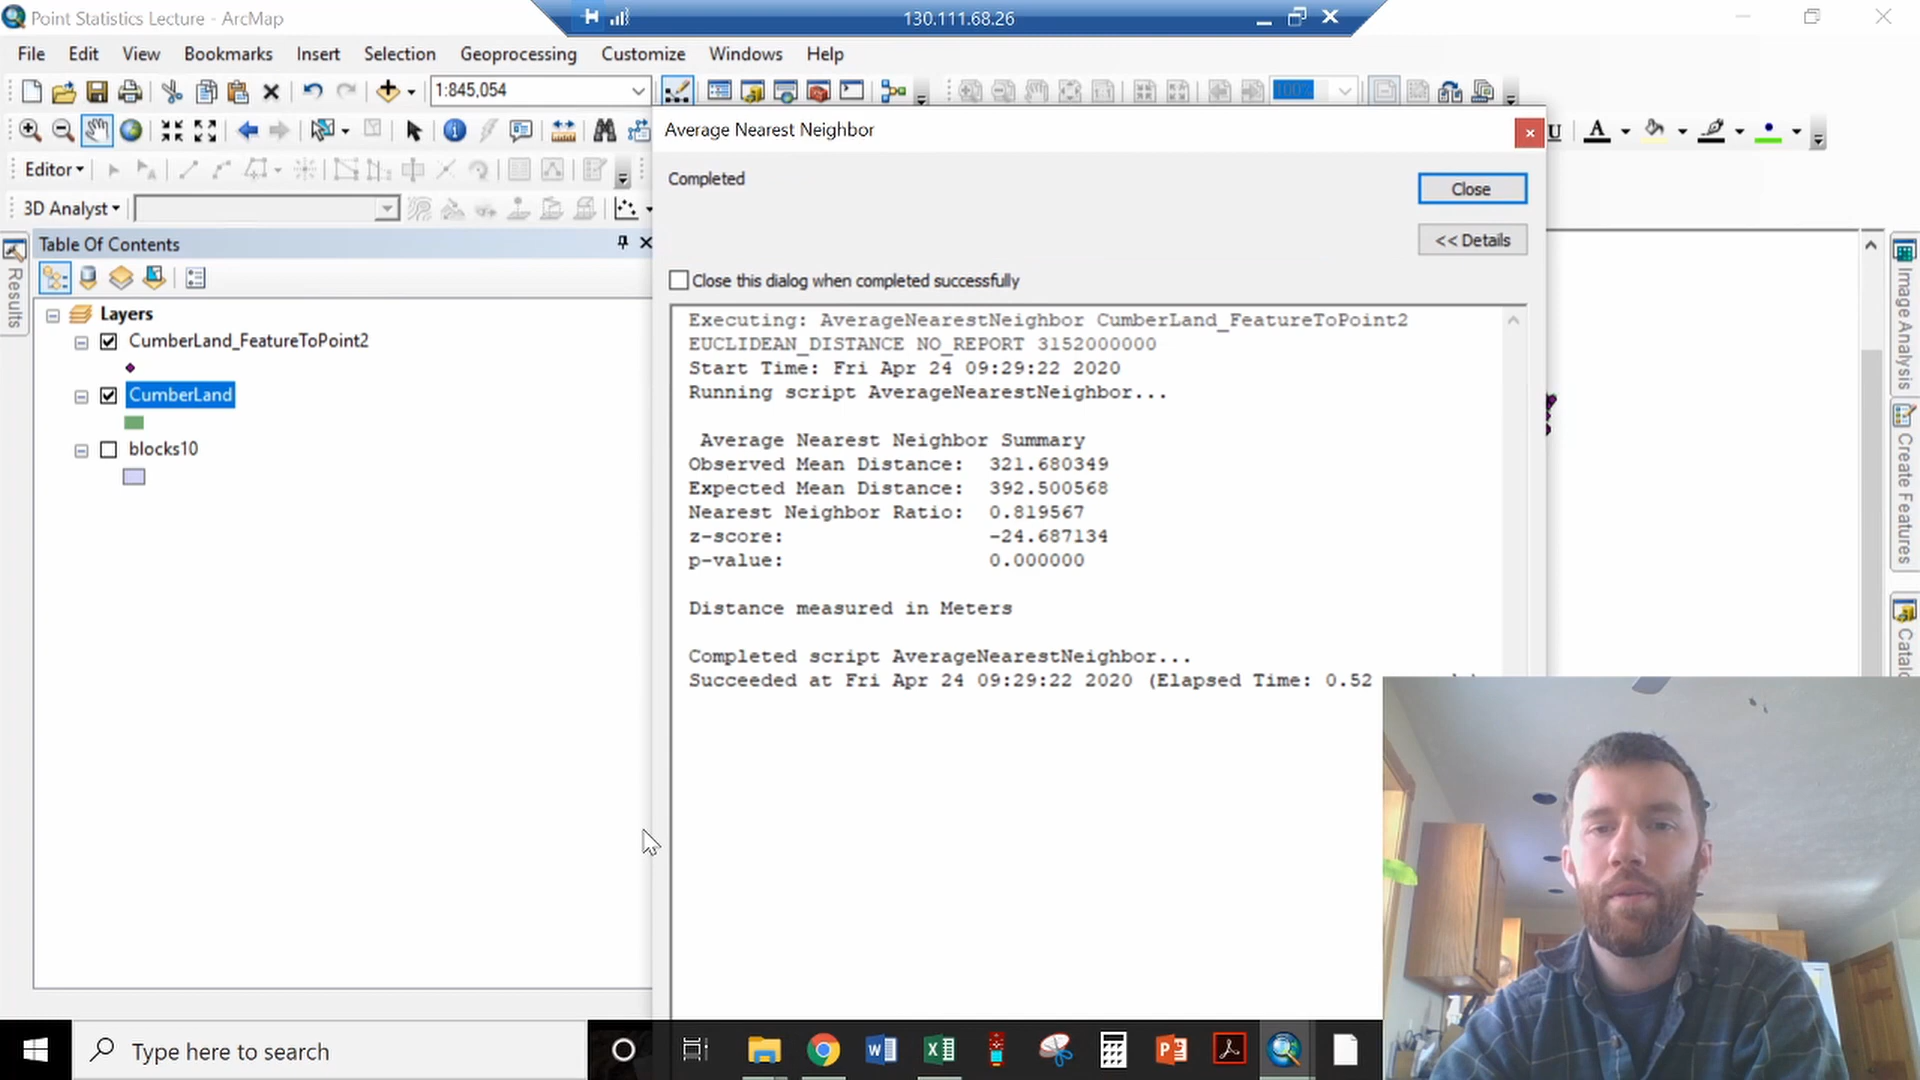 Point Statistics Lecture - ArcMap
130.111.68.26
File Edit View Bookmarks Insert Selection Geoprocessing Customize Windows Help
1:845,054
100%
Average Nearest Neighbor
U A
Editor
Completed
Close
3D Analyst
<< Details
Table Of Contents
Results
Close this dialog when completed successfully
Image Analysis
Layers
CumberLand_FeatureToPoint2
CumberLand
blocks10
Executing: AverageNearestNeighbor CumberLand_FeatureToPoint2
EUCLIDEAN_DISTANCE NO_REPORT 3152000000
Start Time: Fri Apr 24 09:29:22 2020
Running script AverageNearestNeighbor...
Average Nearest Neighbor Summary
Observed Mean Distance: 321.680349
Expected Mean Distance: 392.500568
Nearest Neighbor Ratio: 0.819567
z-score: -24.687134
p-value: 0.000000
Distance measured in Meters
Completed script AverageNearestNeighbor...
Succeeded at Fri Apr 24 09:29:22 2020 (Elapsed Time: 0.52
Create Features
Type here to search